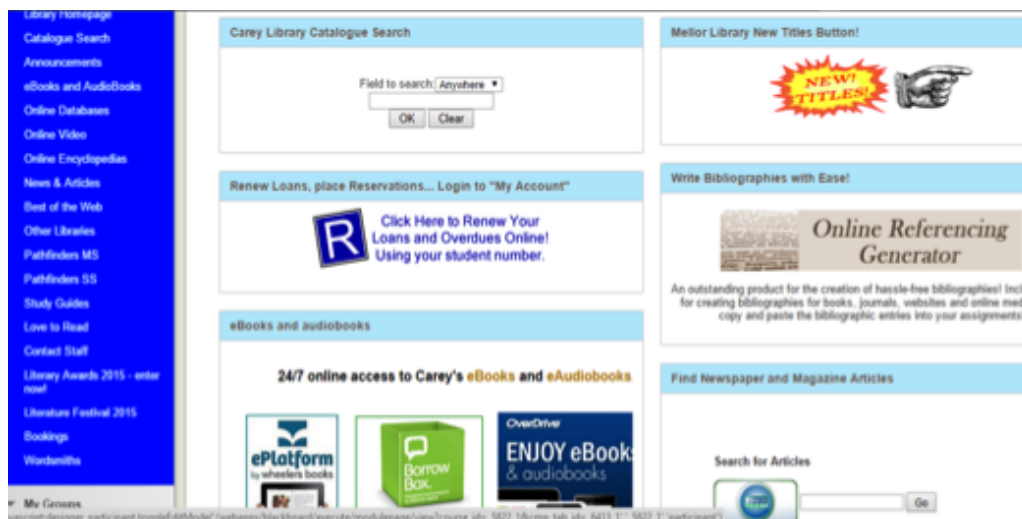 Library Homepage
Catalogue Search
Announcements
eBooks and AudioBooks
Online Databases
Online Video
Online Encyclopedias
News & Articles
Best of the Web
Other Libraries
Pathfinders MS
Pathfinders SS
Study Guides
Love to Read
Contact Staff
Literary Awards 2015 - enter
now!
Literature Festival 2015
Bookings
Wordsmiths
My Groups
Carey Library Catalogue Search
Field to search: Anywhere
OK Clear
Renew Loans, place Reservations... Login to "My Account"
R
Click Here to Renew Your
Loans and Overdues Online!
Using your student number.
eBooks and audiobooks
24/7 online access to Carey's eBooks and eAudiobooks
ePlatform
by wheelers books
Borrow
Box.
OverDrive
ENJOY eBook
& audiobooks
Mellor Library New Titles Button!
NEW!
TITLES!
Write Bibliographies with Ease!
Online Referencing
Generator
An outstanding product for the creation of hassle-free bibliographies! Incl
for creating bibliographies for books, journals, websites and online med
copy and paste the bibliographic entries into your assignments
Find Newspaper and Magazine Articles
Search for Articles
Go